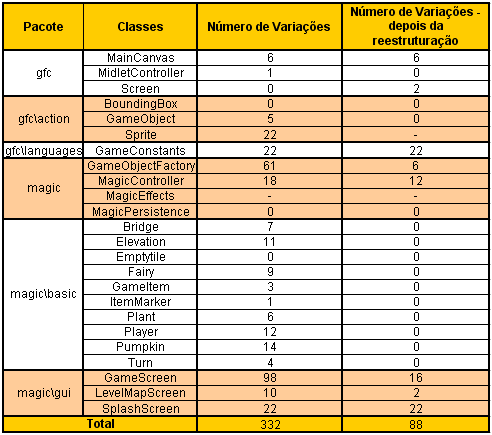 Pacote Classes Número de Variações Número de Variações - depois da reestruturação
gfc MainCanvas 6 6
MidletController 1 0
Screen 0 2
gfc\action BoundingBox 0 0
GameObject 5 0
Sprite 22 -
gfc\languages GameConstants 22 22
magic GameObjectFactory 61 6
MagicController 18 12
MagicEffects - -
MagicPersistence 0 0
magic\basic Bridge 7 0
Elevation 11 0
Emptytile 0 0
Fairy 9 0
GameItem 3 0
ItemMarker 1 0
Plant 6 0
Player 12 0
Pumpkin 14 0
Turn 4 0
magic\gui GameScreen 98 16
LevelMapScreen 10 2
SplashScreen 22 22
Total 332 88